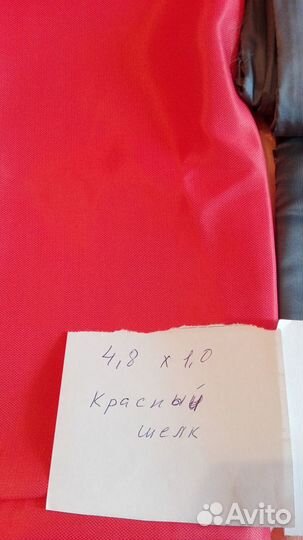 4,8 x 1,0
Красный
шелк
Avito